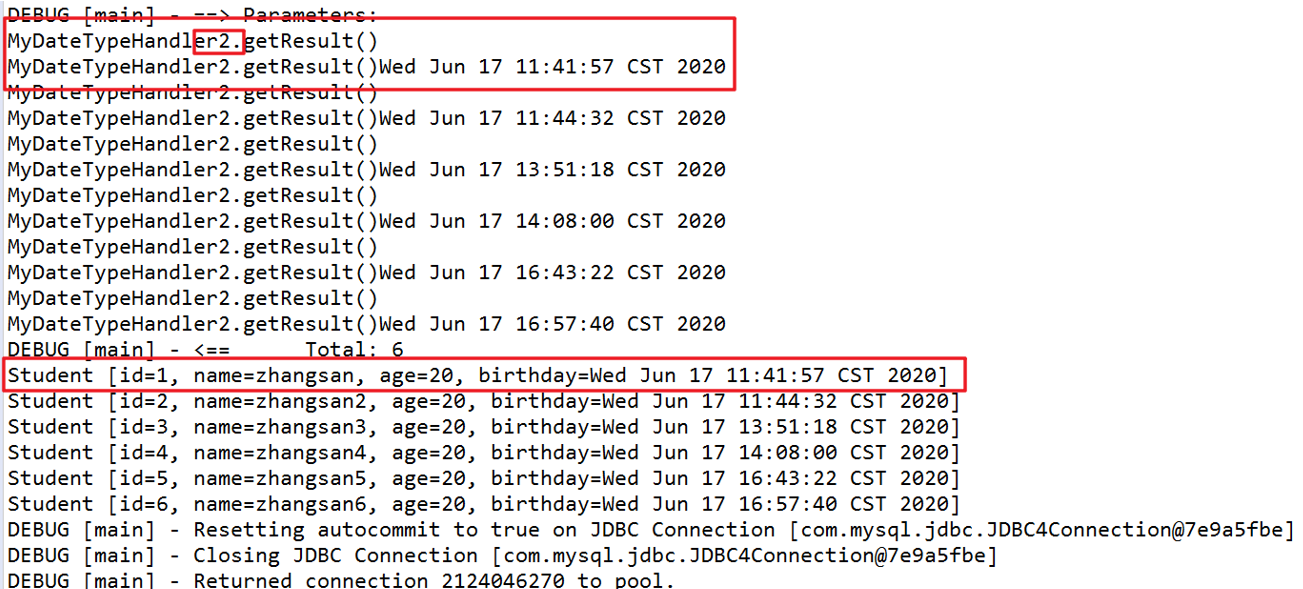 DEBUG [main] - ==> Parameters:
MyDateTypeHandler2.getResult()
MyDateTypeHandler2.getResult()Wed Jun 17 11:41:57 CST 2020
MyDateTypeHandler2.getResult()
MyDateTypeHandler2.getResult()Wed Jun 17 11:44:32 CST 2020
MyDateTypeHandler2.getResult()
MyDateTypeHandler2.getResult()Wed Jun 17 13:51:18 CST 2020
MyDateTypeHandler2.getResult()
MyDateTypeHandler2.getResult()Wed Jun 17 14:08:00 CST 2020
MyDateTypeHandler2.getResult()
MyDateTypeHandler2.getResult()Wed Jun 17 16:43:22 CST 2020
MyDateTypeHandler2.getResult()
MyDateTypeHandler2.getResult()Wed Jun 17 16:57:40 CST 2020
DEBUG [main] - <==      Total: 6
Student [id=1, name=zhangsan, age=20, birthday=Wed Jun 17 11:41:57 CST 2020]
Student [id=2, name=zhangsan2, age=20, birthday=Wed Jun 17 11:44:32 CST 2020]
Student [id=3, name=zhangsan3, age=20, birthday=Wed Jun 17 13:51:18 CST 2020]
Student [id=4, name=zhangsan4, age=20, birthday=Wed Jun 17 14:08:00 CST 2020]
Student [id=5, name=zhangsan5, age=20, birthday=Wed Jun 17 16:43:22 CST 2020]
Student [id=6, name=zhangsan6, age=20, birthday=Wed Jun 17 16:57:40 CST 2020]
DEBUG [main] - Resetting autocommit to true on JDBC Connection [com.mysql.jdbc.JDBC4Connection@7e9a5fbe]
DEBUG [main] - Closing JDBC Connection [com.mysql.jdbc.JDBC4Connection@7e9a5fbe]
DEBUG [main] - Returned connection 2124046270 to pool.